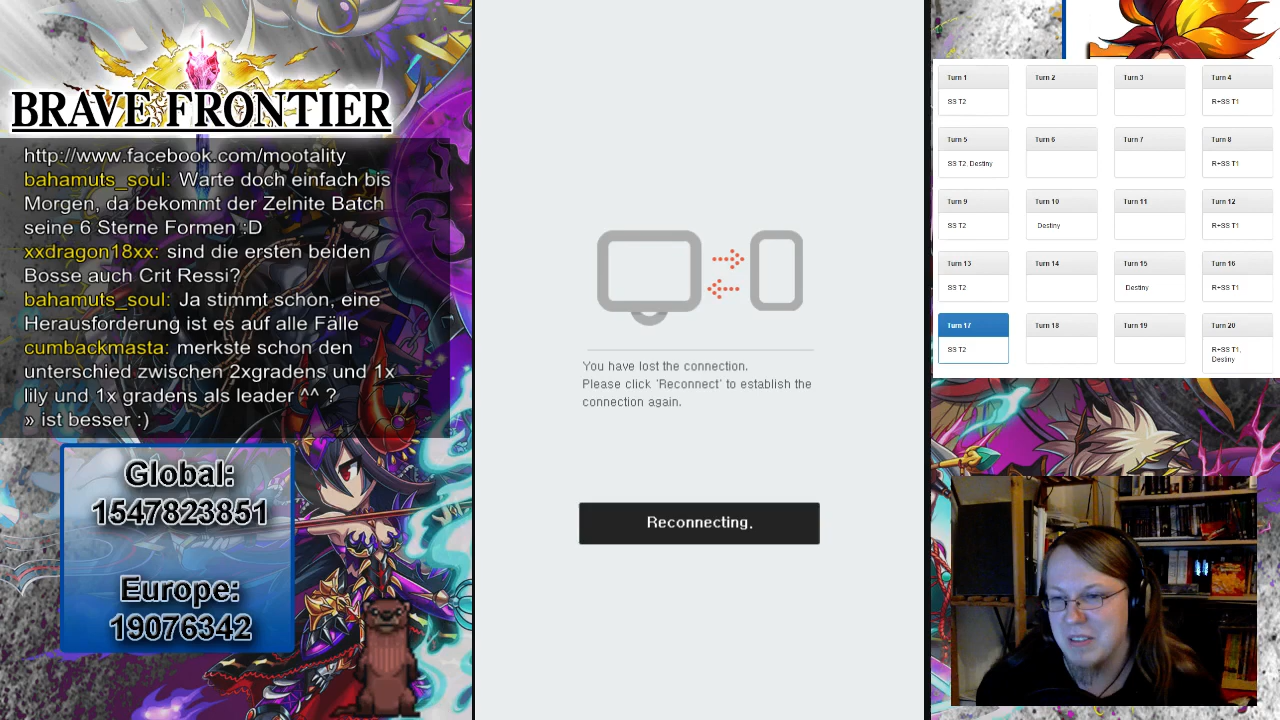 BRAVE FRONTIER
http://www.facebook.com/mootality
bahamuts_soul: Warte doch einfach bis
Morgen, da bekommt der Zelnite Batch
seine 6 Sterne Formen :D
xxdragon18xx: sind die ersten beiden
Bosse auch Crit Ressi?
bahamuts_soul: Ja stimmt schon, eine
Herausforderung ist es auf alle Fälle
cumbackmasta: merkste schon den
unterschied zwischen 2xgradens und 1x
lily und 1x gradens als leader ^^ ?
» ist besser :)
Global:
1547823851
Europe:
19076342
You have lost the connection.
Please click 'Reconnect' to establish the
connection again.
Reconnecting.
Turn 1
SS T2
Turn 2
Turn 3
Turn 4
R+SS T1
Turn 5
SS T2, Destiny
Turn 6
Turn 7
Turn 8
R+SS T1
Turn 9
SS T2
Turn 10
Destiny
Turn 11
Turn 12
R+SS T1
Turn 13
SS T2
Turn 14
Turn 15
Destiny
Turn 16
R+SS T1
Turn 17
SS T2
Turn 18
Turn 19
Turn 20
R+SS T1,
Destiny